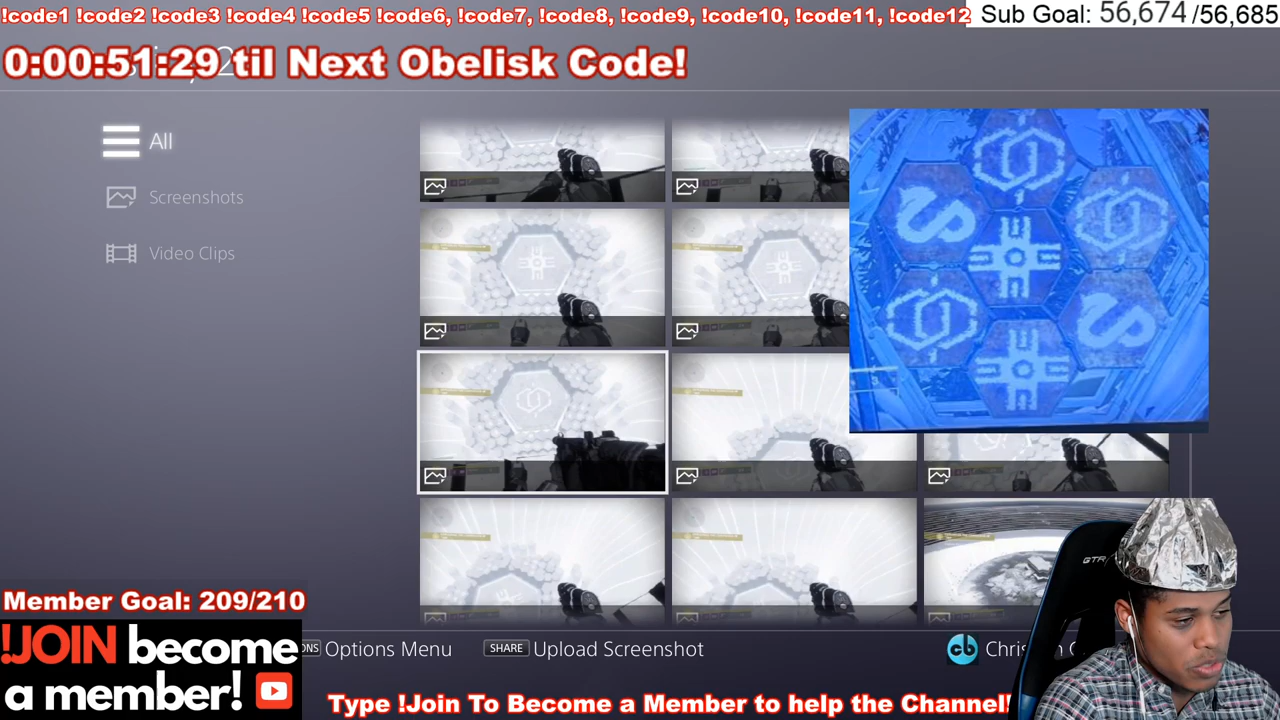 !code1 !code2 !code3 !code4 !code5 !code6, !code7, !code8, !code9, !code10, !code11, !code12
Sub Goal: 56,674 /56,685
0:00:51:29 til Next Obelisk Code!
All
Screenshots
Video Clips
Member Goal: 209/210
!JOIN become
a member!
Options Menu
SHARE Upload Screenshot
cb
GTR
Type !Join To Become a Member to help the Channel!